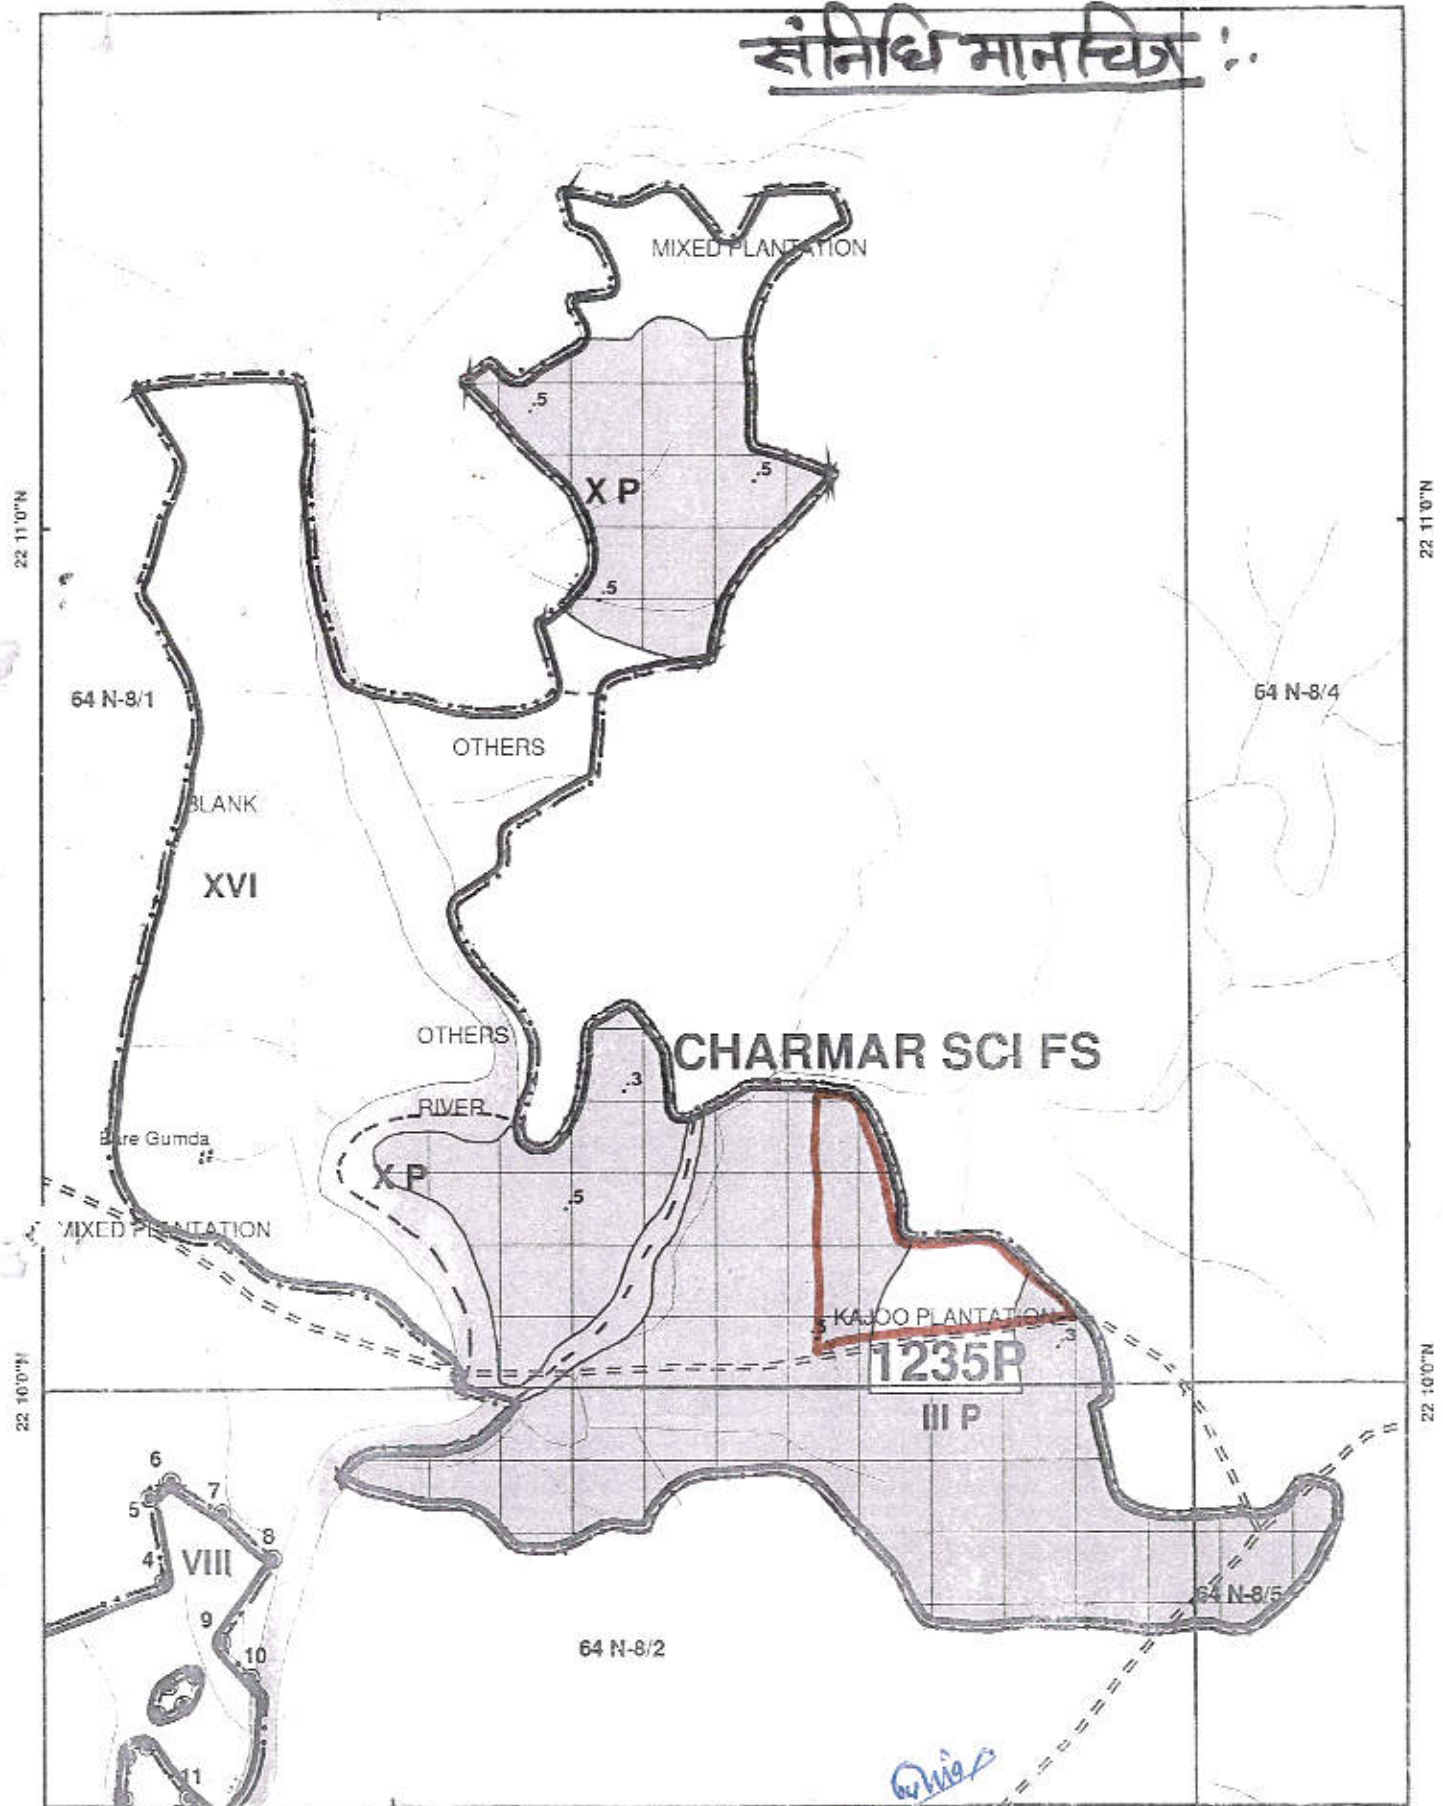 संनिधि मानचित्र :.
MIXED PLANTATION
.5
.5
X P
22 11'0"N
22 11'0"N
.5
64 N-8/1
64 N-8/4
OTHERS
BLANK
XVI
OTHERS
CHARMAR SCI FS
.3
RIVER
Bare Gumda
X P
.5
MIXED PLANTATION
KAJOO PLANTATION
.5
.3
1235P
22 10'0"N
22 10'0"N
III P
6
5
7
8
4
VIII
9
64 N-8/5
64 N-8/2
10
11